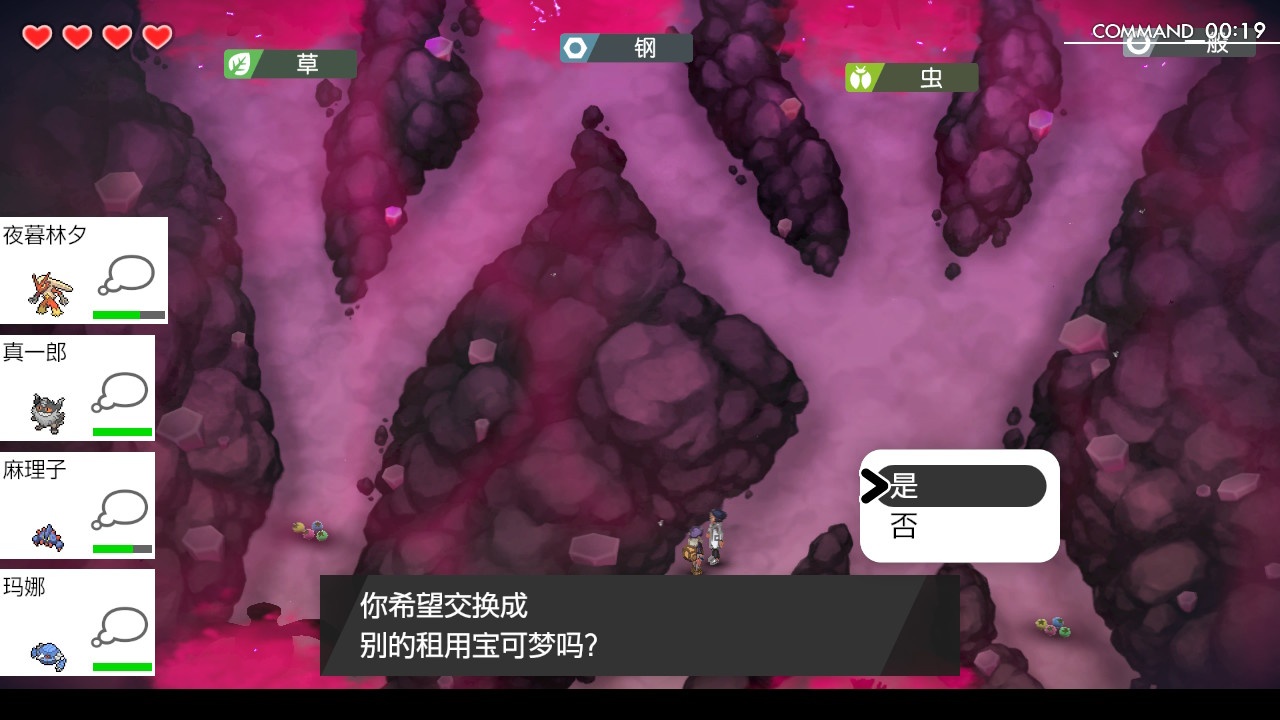 COMMAND 00:19
草
钢
虫
般
夜暮林夕
真一郎
麻理子
玛娜
是
否
你希望交换成
别的租用宝可梦吗?